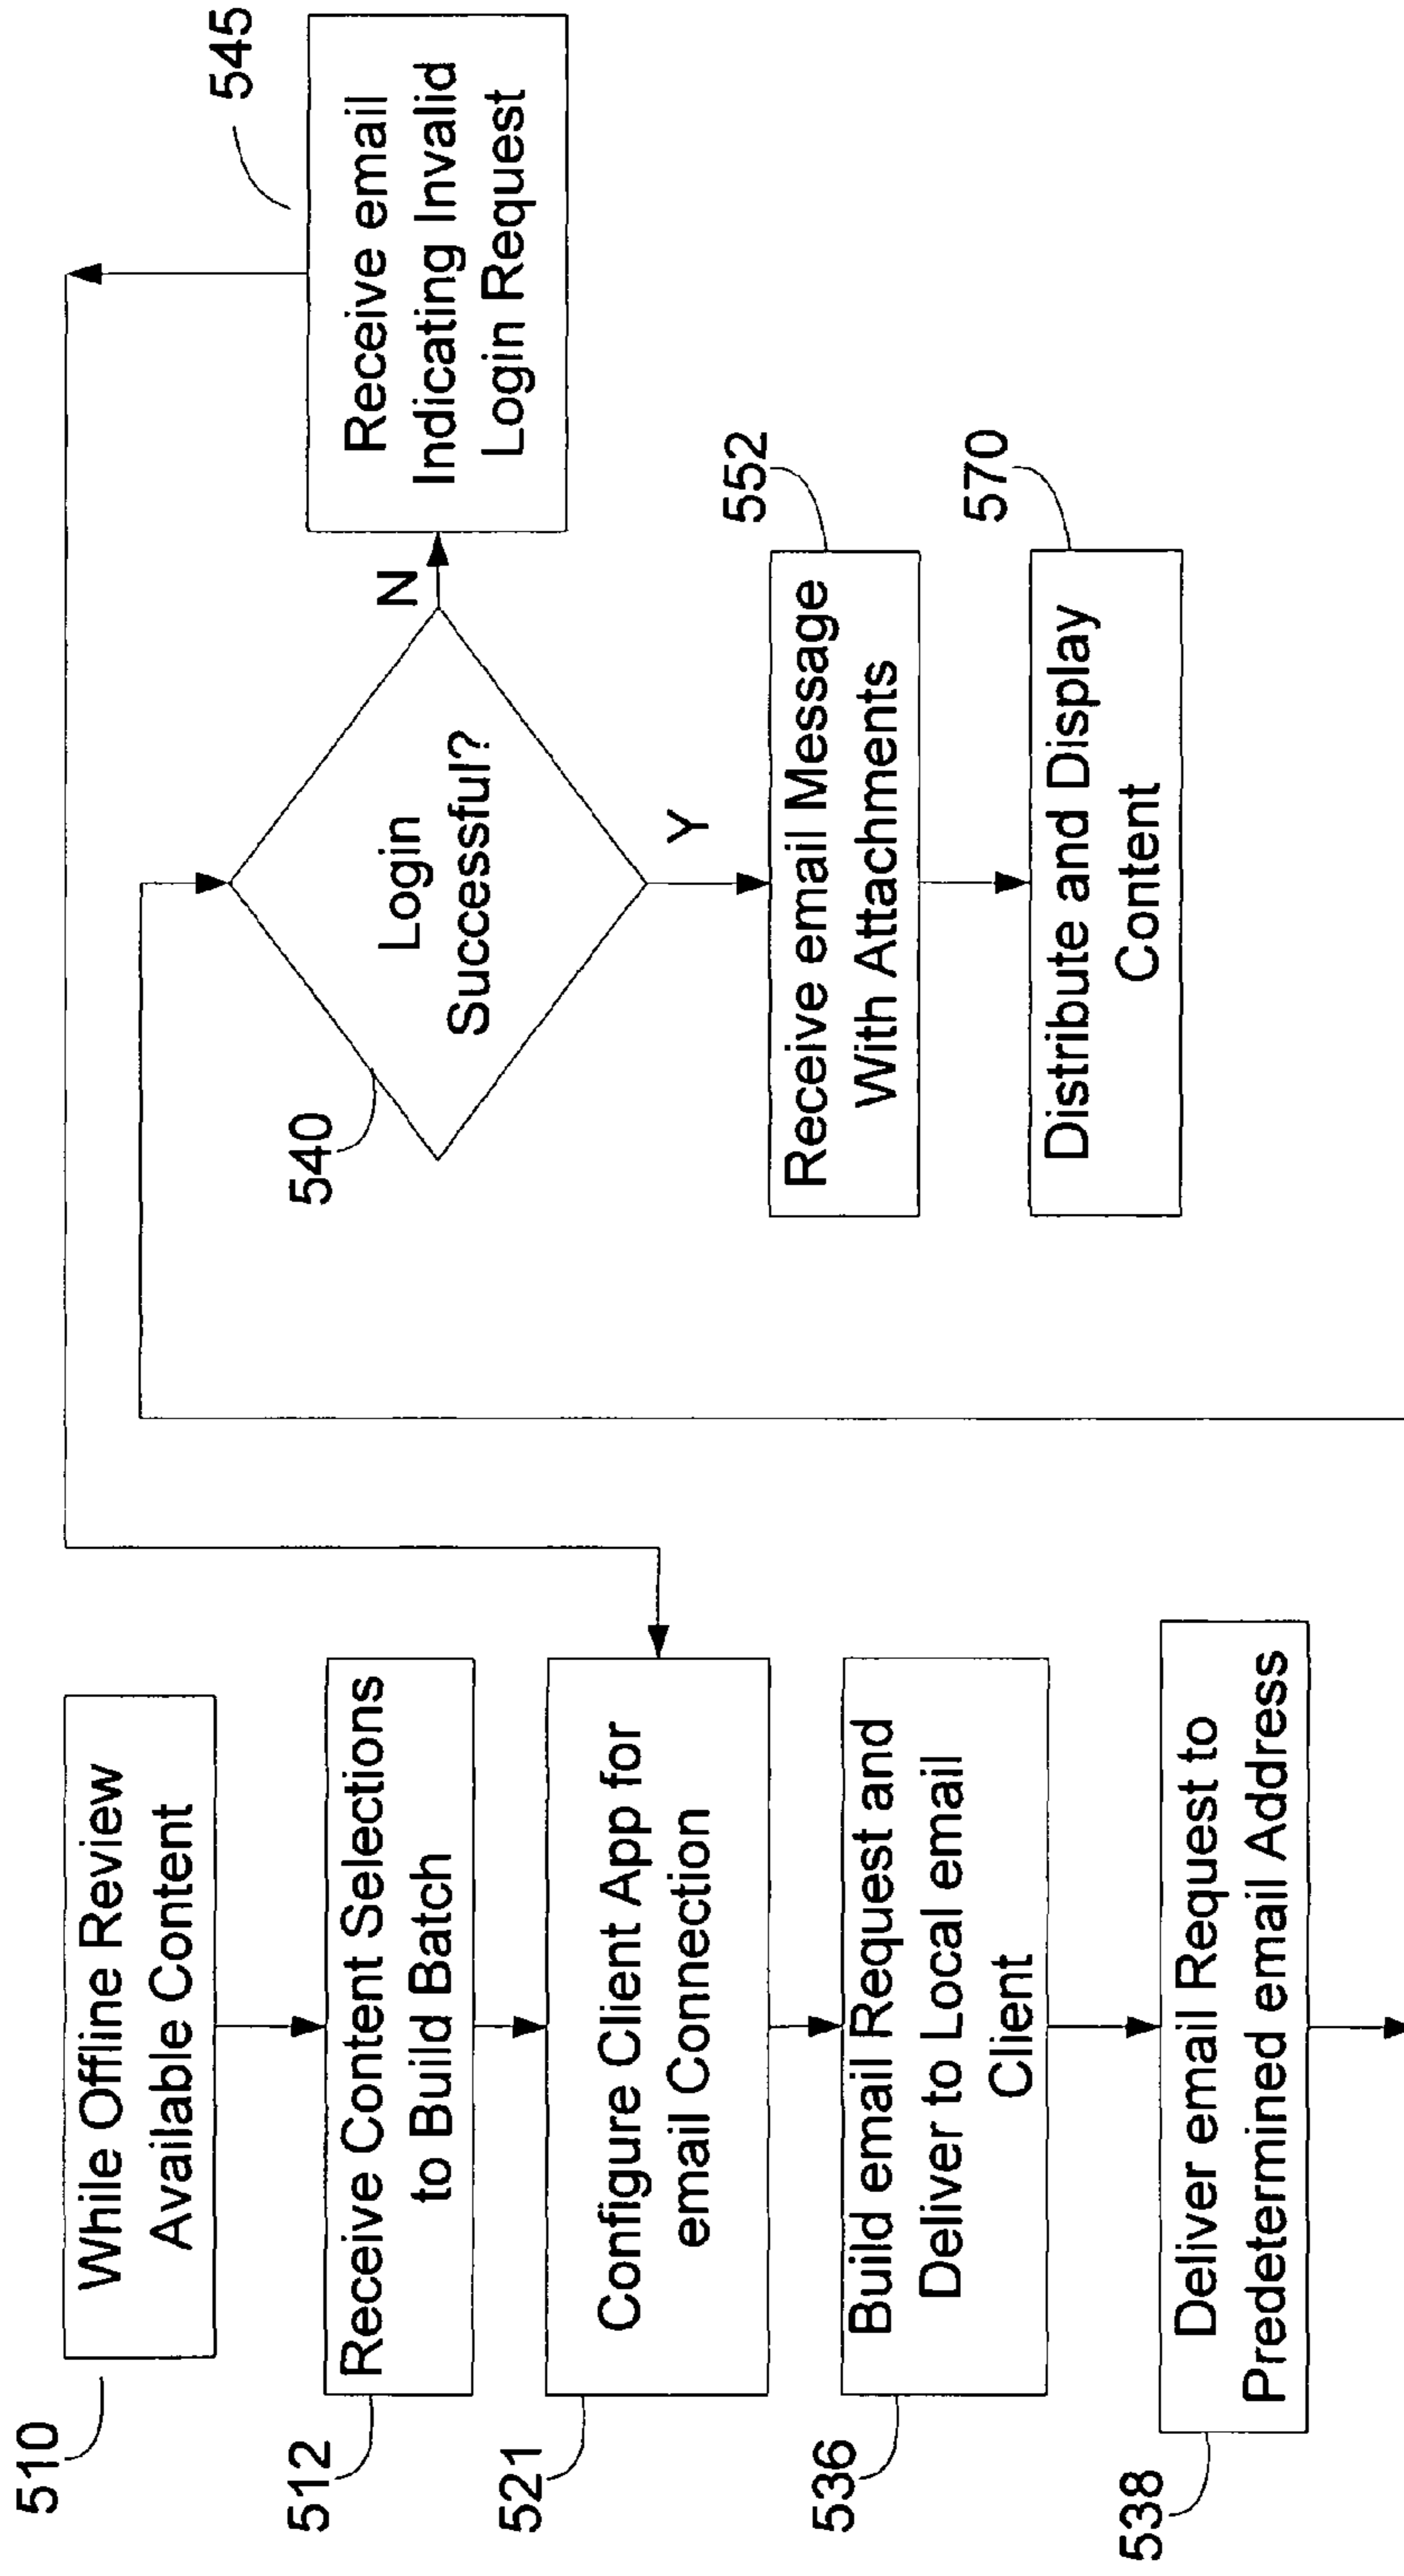 510
While Offline Review
Available Content
512
Receive Content Selections
to Build Batch
521
Configure Client App for
email Connection
536
Build email Request and
Deliver to Local email
Client
538
Deliver email Request to
Predetermined email Address
540
Login
Successful?
N
545
Receive email
Indicating Invalid
Login Request
Y
552
Receive email Message
With Attachments
570
Distribute and Display
Content